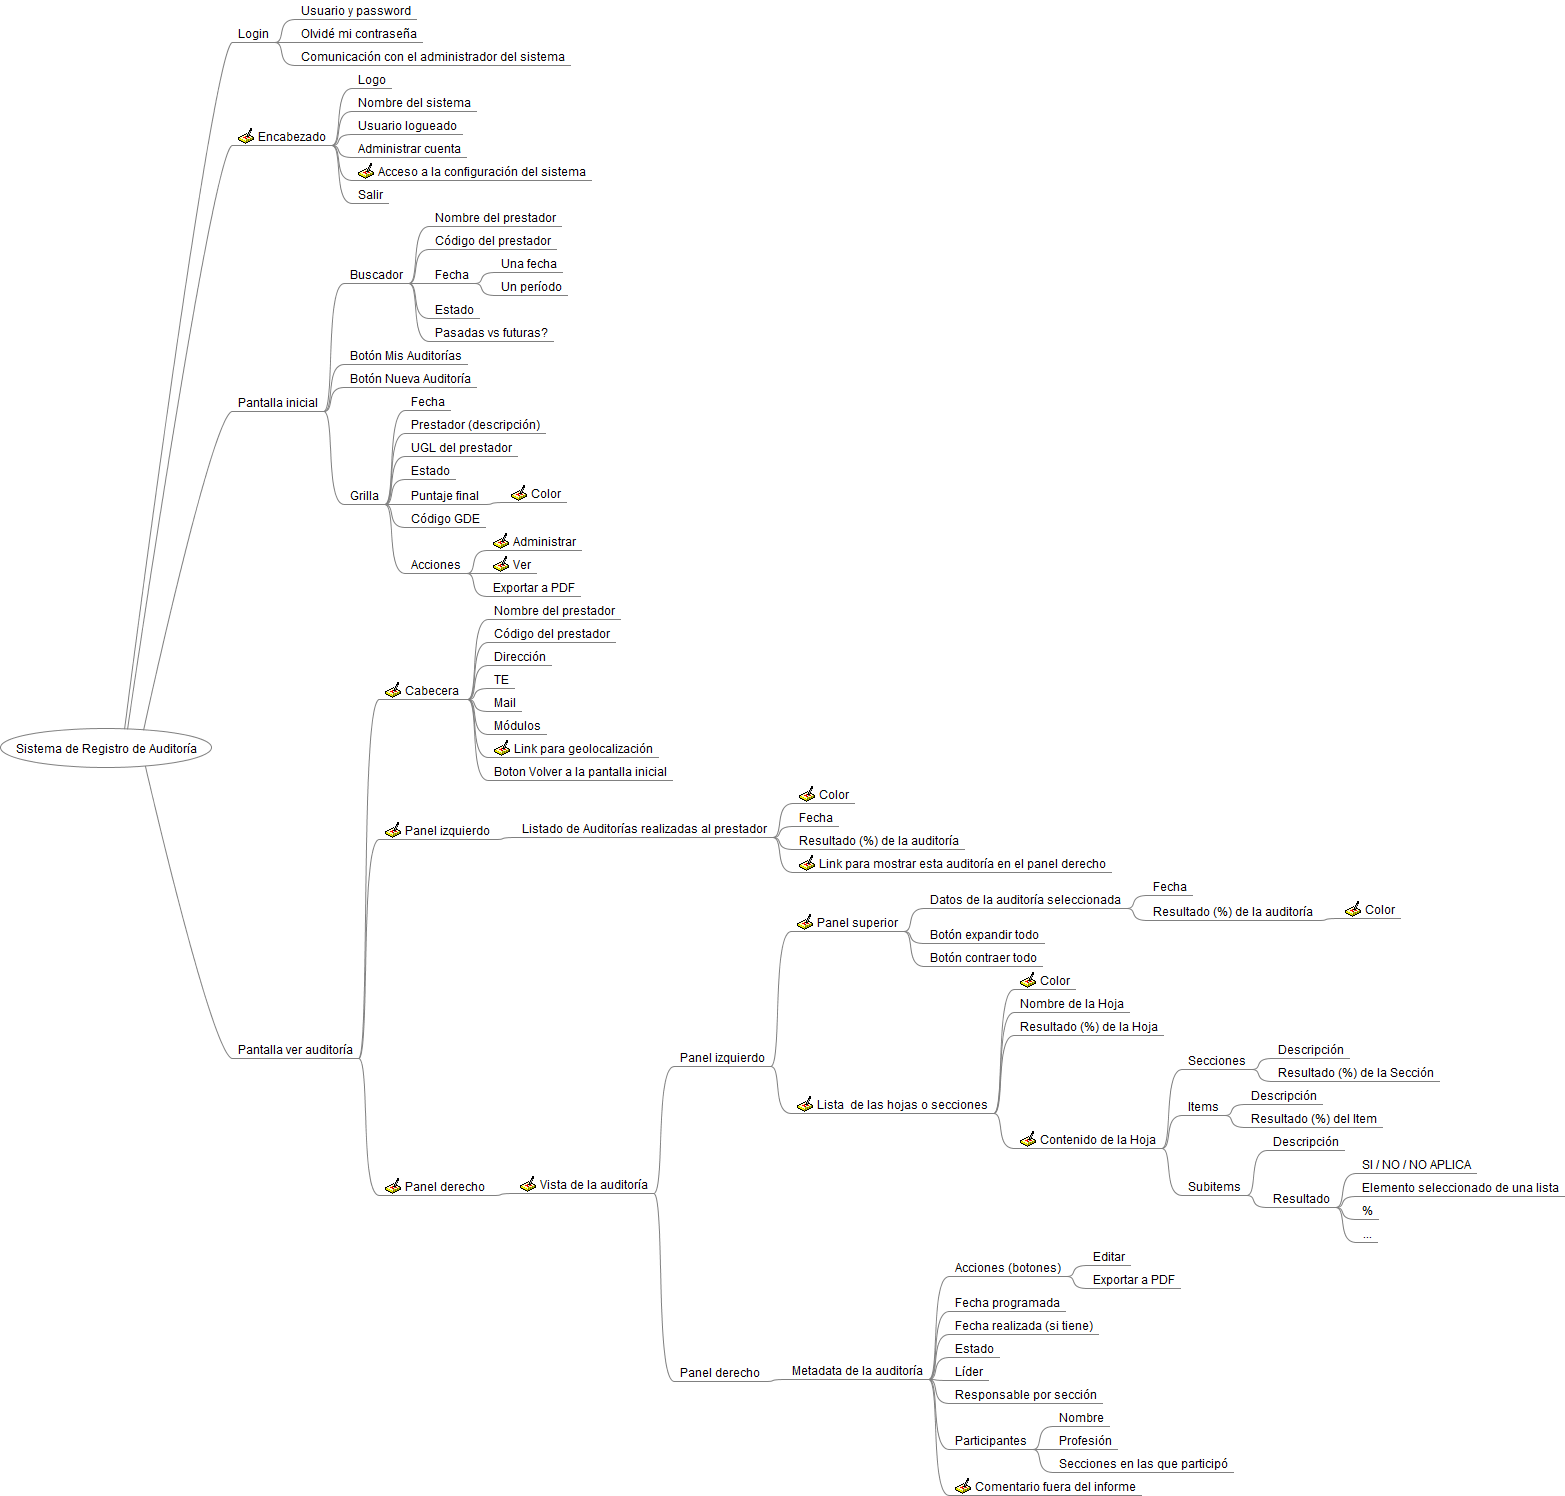 Usuario y password
Login
Olvidé mi contraseña
Comunicación con el administrador del sistema
Logo
Nombre del sistema
Usuario logueado
Encabezado
Administrar cuenta
Acceso a la configuración del sistema
Salir
Nombre del prestador
Código del prestador
Una fecha
Buscador
Fecha
Un período
Estado
Pasadas vs futuras?
Botón Mis Auditorías
Botón Nueva Auditoría
Pantalla inicial
Fecha
Prestador (descripción)
UGL del prestador
Estado
Grilla
Puntaje final
Color
Código GDE
Administrar
Acciones
Ver
Exportar a PDF
Nombre del prestador
Código del prestador
Dirección
TE
Cabecera
Mail
Módulos
Link para geolocalización
Boton Volver a la pantalla inicial
Sistema de Registro de Auditoría
Color
Fecha
Panel izquierdo
Listado de Auditorías realizadas al prestador
Resultado (%) de la auditoría
Link para mostrar esta auditoría en el panel derecho
Fecha
Datos de la auditoría seleccionada
Resultado (%) de la auditoría
Color
Panel superior
Botón expandir todo
Botón contraer todo
Color
Nombre de la Hoja
Resultado (%) de la Hoja
Pantalla ver auditoría
Panel izquierdo
Descripción
Secciones
Resultado (%) de la Sección
Lista  de las hojas o secciones
Descripción
Items
Resultado (%) del Item
Contenido de la Hoja
Descripción
SI / NO / NO APLICA
Subitems
Elemento seleccionado de una lista
Resultado
%
...
Panel derecho
Vista de la auditoría
Editar
Acciones (botones)
Exportar a PDF
Fecha programada
Fecha realizada (si tiene)
Estado
Panel derecho
Metadata de la auditoría
Líder
Responsable por sección
Nombre
Participantes
Profesión
Secciones en las que participó
Comentario fuera del informe